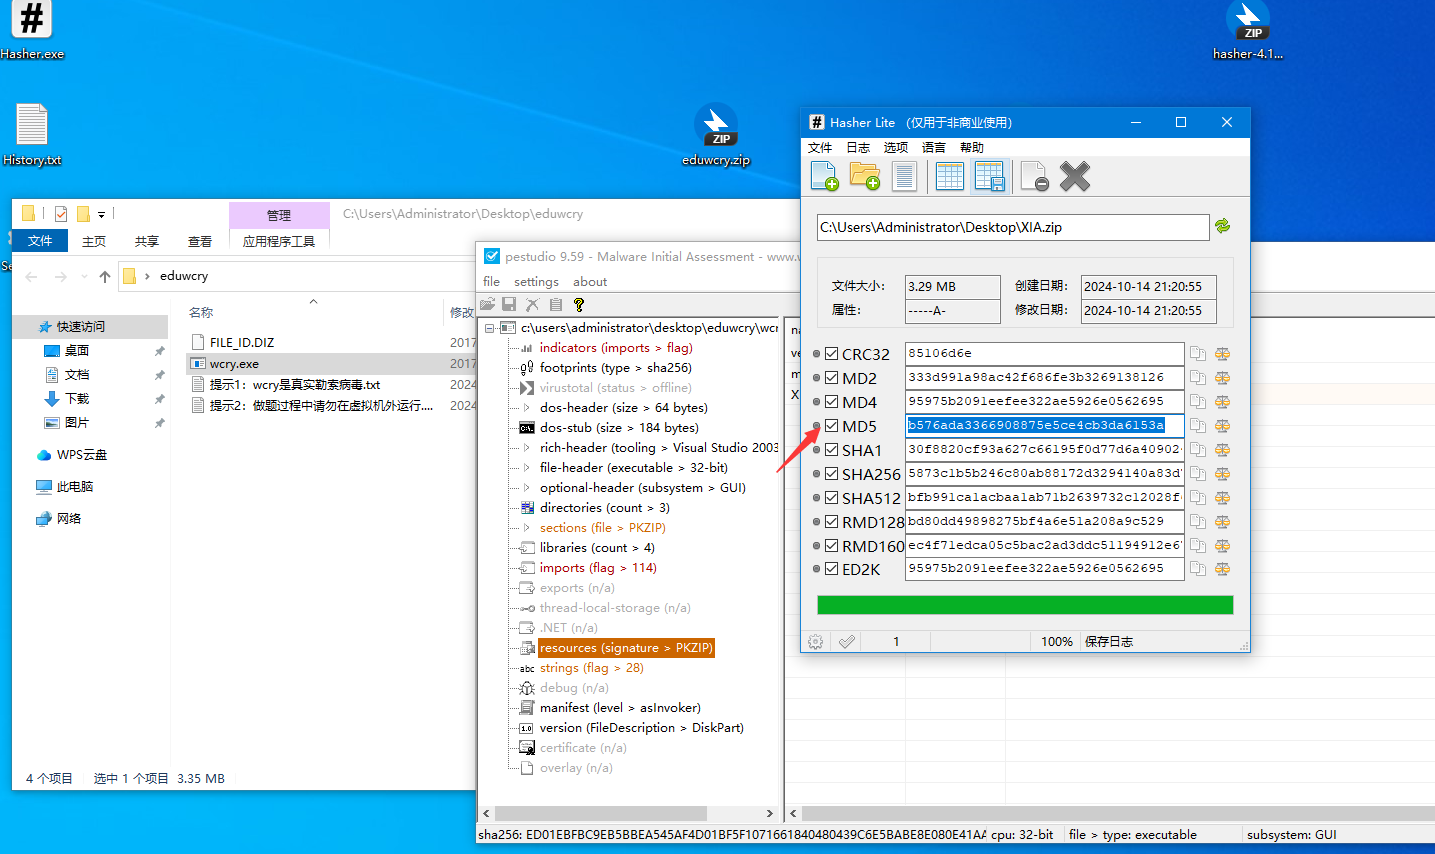 Hasher.exe
History.txt
Se
ZIP
eduwcry.zip
ZIP
hasher-4.1...
管理
C:\Users\Administrator\Desktop\eduwcry
文件
主页
共享
查看
应用程序工具
eduwcry
名称
修改
快速访问
桌面
文档
下载
图片
WPS云盘
此电脑
网络
FILE_ID.DIZ
2017
wcry.exe
2017
提示1：wcry是真实勒索病毒.txt
2024
提示2：做题过程中请勿在虚拟机外运行....
2024
4 个项目
选中 1 个项目 3.35 MB
pestudio 9.59 - Malware Initial Assessment - www.w
file settings about
c:\users\administrator\desktop\eduwcry\wcr
indicators (imports > flag)
footprints (type > sha256)
virustotal (status > offline)
dos-header (size > 64 bytes)
dos-stub (size > 184 bytes)
rich-header (tooling > Visual Studio 2003
file-header (executable > 32-bit)
optional-header (subsystem > GUI)
directories (count > 3)
sections (file > PKZIP)
libraries (count > 4)
imports (flag > 114)
exports (n/a)
thread-local-storage (n/a)
.NET (n/a)
resources (signature > PKZIP)
abc strings (flag > 28)
debug (n/a)
manifest (level > asInvoker)
1.0 version (FileDescription > DiskPart)
certificate (n/a)
overlay (n/a)
na
ve
m
X
sha256: ED01EBFBC9EB5BBEA545AF4D01BF5F1071661840480439C6E5BABE8E080E41AA
cpu: 32-bit
file > type: executable
subsystem: GUI
Hasher Lite （仅用于非商业使用）
文件 日志 选项 语言 帮助
C:\Users\Administrator\Desktop\XIA.zip
文件大小: 3.29 MB
创建日期: 2024-10-14 21:20:55
属性: -----A-
修改日期: 2024-10-14 21:20:55
CRC32 85106d6e
MD2 333d991a98ac42f686fe3b3269138126
MD4 95975b2091eefee322ae5926e0562695
MD5 b576ada3366908875e5ce4cb3da6153a
SHA1 30f8820cf93a627c66195f0d77d6a40902
SHA256 5873c1b5b246c80ab88172d3294140a83d
SHA512 bfb991ca1acbaa1ab71b2639732c12028f
RMD128 bd80dd49898275bf4a6e51a208a9c529
RMD160 ec4f71edca05c5bac2ad3ddc51194912e6
ED2K 95975b2091eefee322ae5926e0562695
1
100%
保存日志